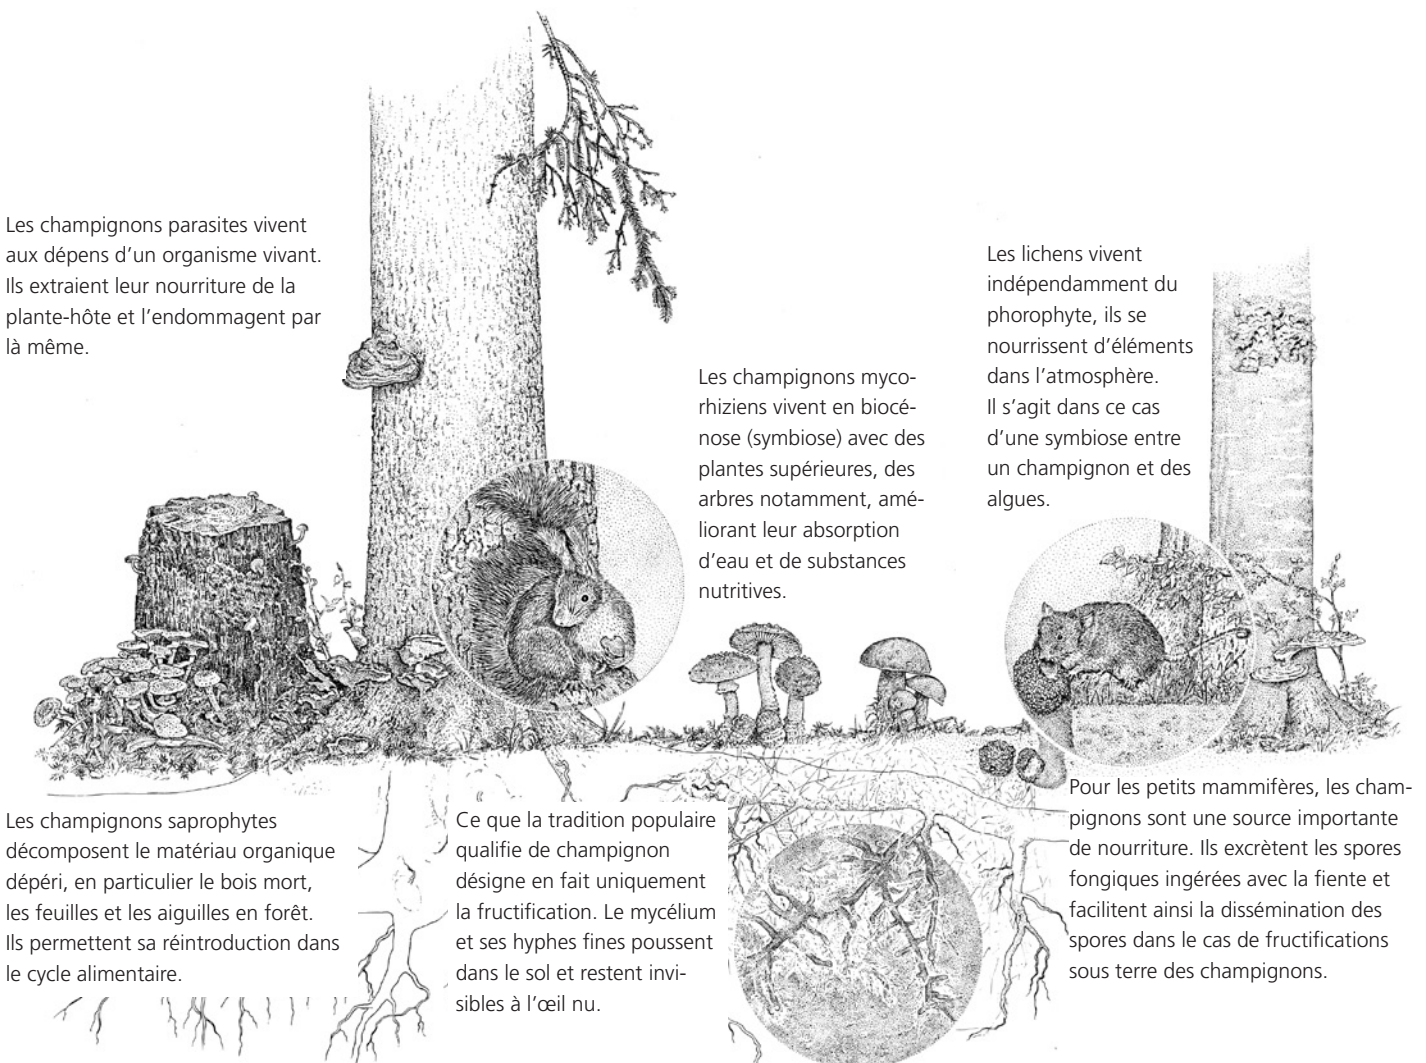 Les champignons parasites vivent
aux dépens d’un organisme vivant.
Ils extraient leur nourriture de la
plante-hôte et l’endommagent par
là même.
Les champignons myco-
rhiziens vivent en biocé-
nose (symbiose) avec des
plantes supérieures, des
arbres notamment, amé-
liorant leur absorption
d’eau et de substances
nutritives.
Les lichens vivent
indépendamment du
phorophyte, ils se
nourrissent d’éléments
dans l’atmosphère.
Il s’agit dans ce cas
d’une symbiose entre
un champignon et des
algues.
Les champignons saprophytes
décomposent le matériau organique
dépéri, en particulier le bois mort,
les feuilles et les aiguilles en forêt.
Ils permettent sa réintroduction dans
le cycle alimentaire.
Ce que la tradition populaire
qualifie de champignon
désigne en fait uniquement
la fructification. Le mycélium
et ses hyphes fines poussent
dans le sol et restent invi-
sibles à l’œil nu.
Pour les petits mammifères, les cham-
pignons sont une source importante
de nourriture. Ils excrètent les spores
fongiques ingérées avec la fiente et
facilitent ainsi la dissémination des
spores dans le cas de fructifications
sous terre des champignons.